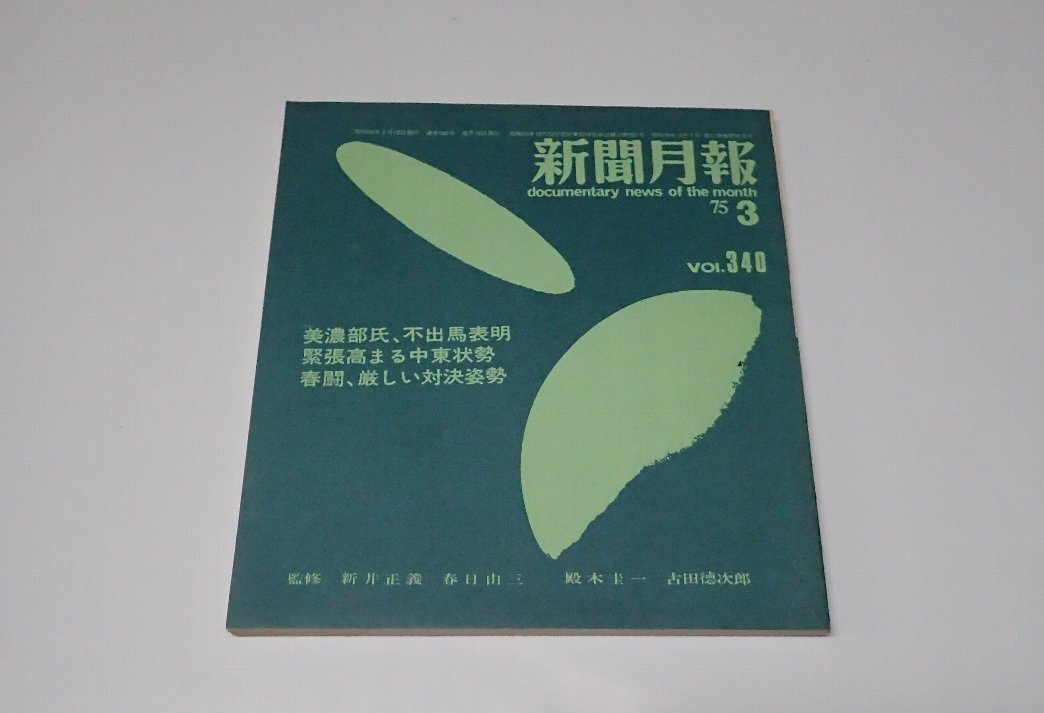 新聞月報
documentary news of the month
75 3
VOl.340
美濃部氏、不出馬表明
緊張高まる中東状勢
春闘、厳しい対決姿勢
監修 新井正義 春日由三 殿木圭一 古田徳次郎